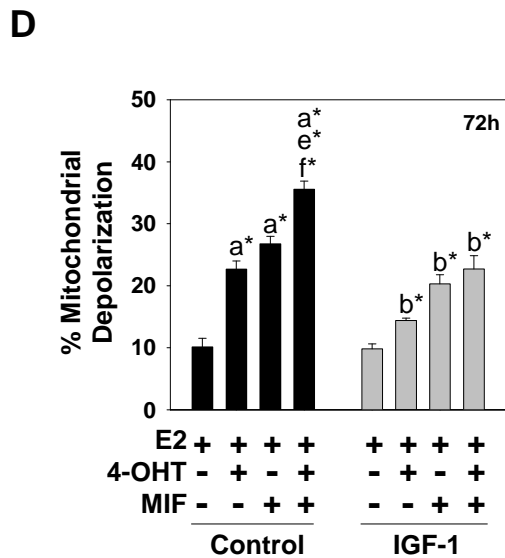 D
% Mitochondrial
Depolarization
50
40
30
20
10
0
72h
a*
a*
a*
e*
f*
b*
b*
b*
E2 + + + + + + + +
4-OHT - + - + - + - +
MIF - - + + - - + +
Control IGF-1